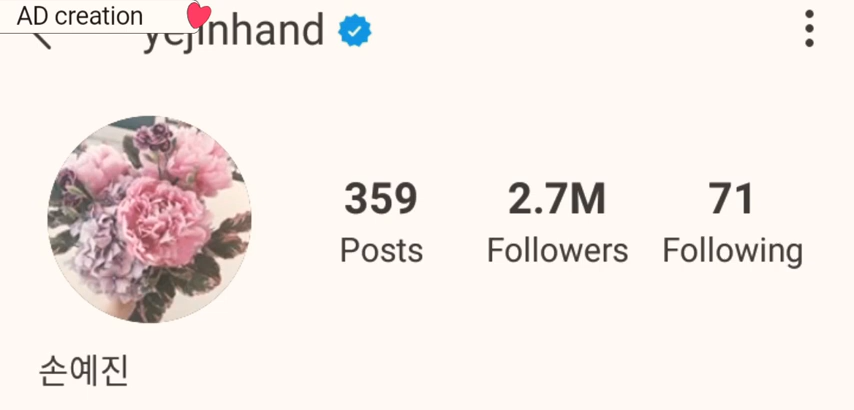 AD creation
yejinhand
359 2.7M 71
Posts Followers Following
손예진